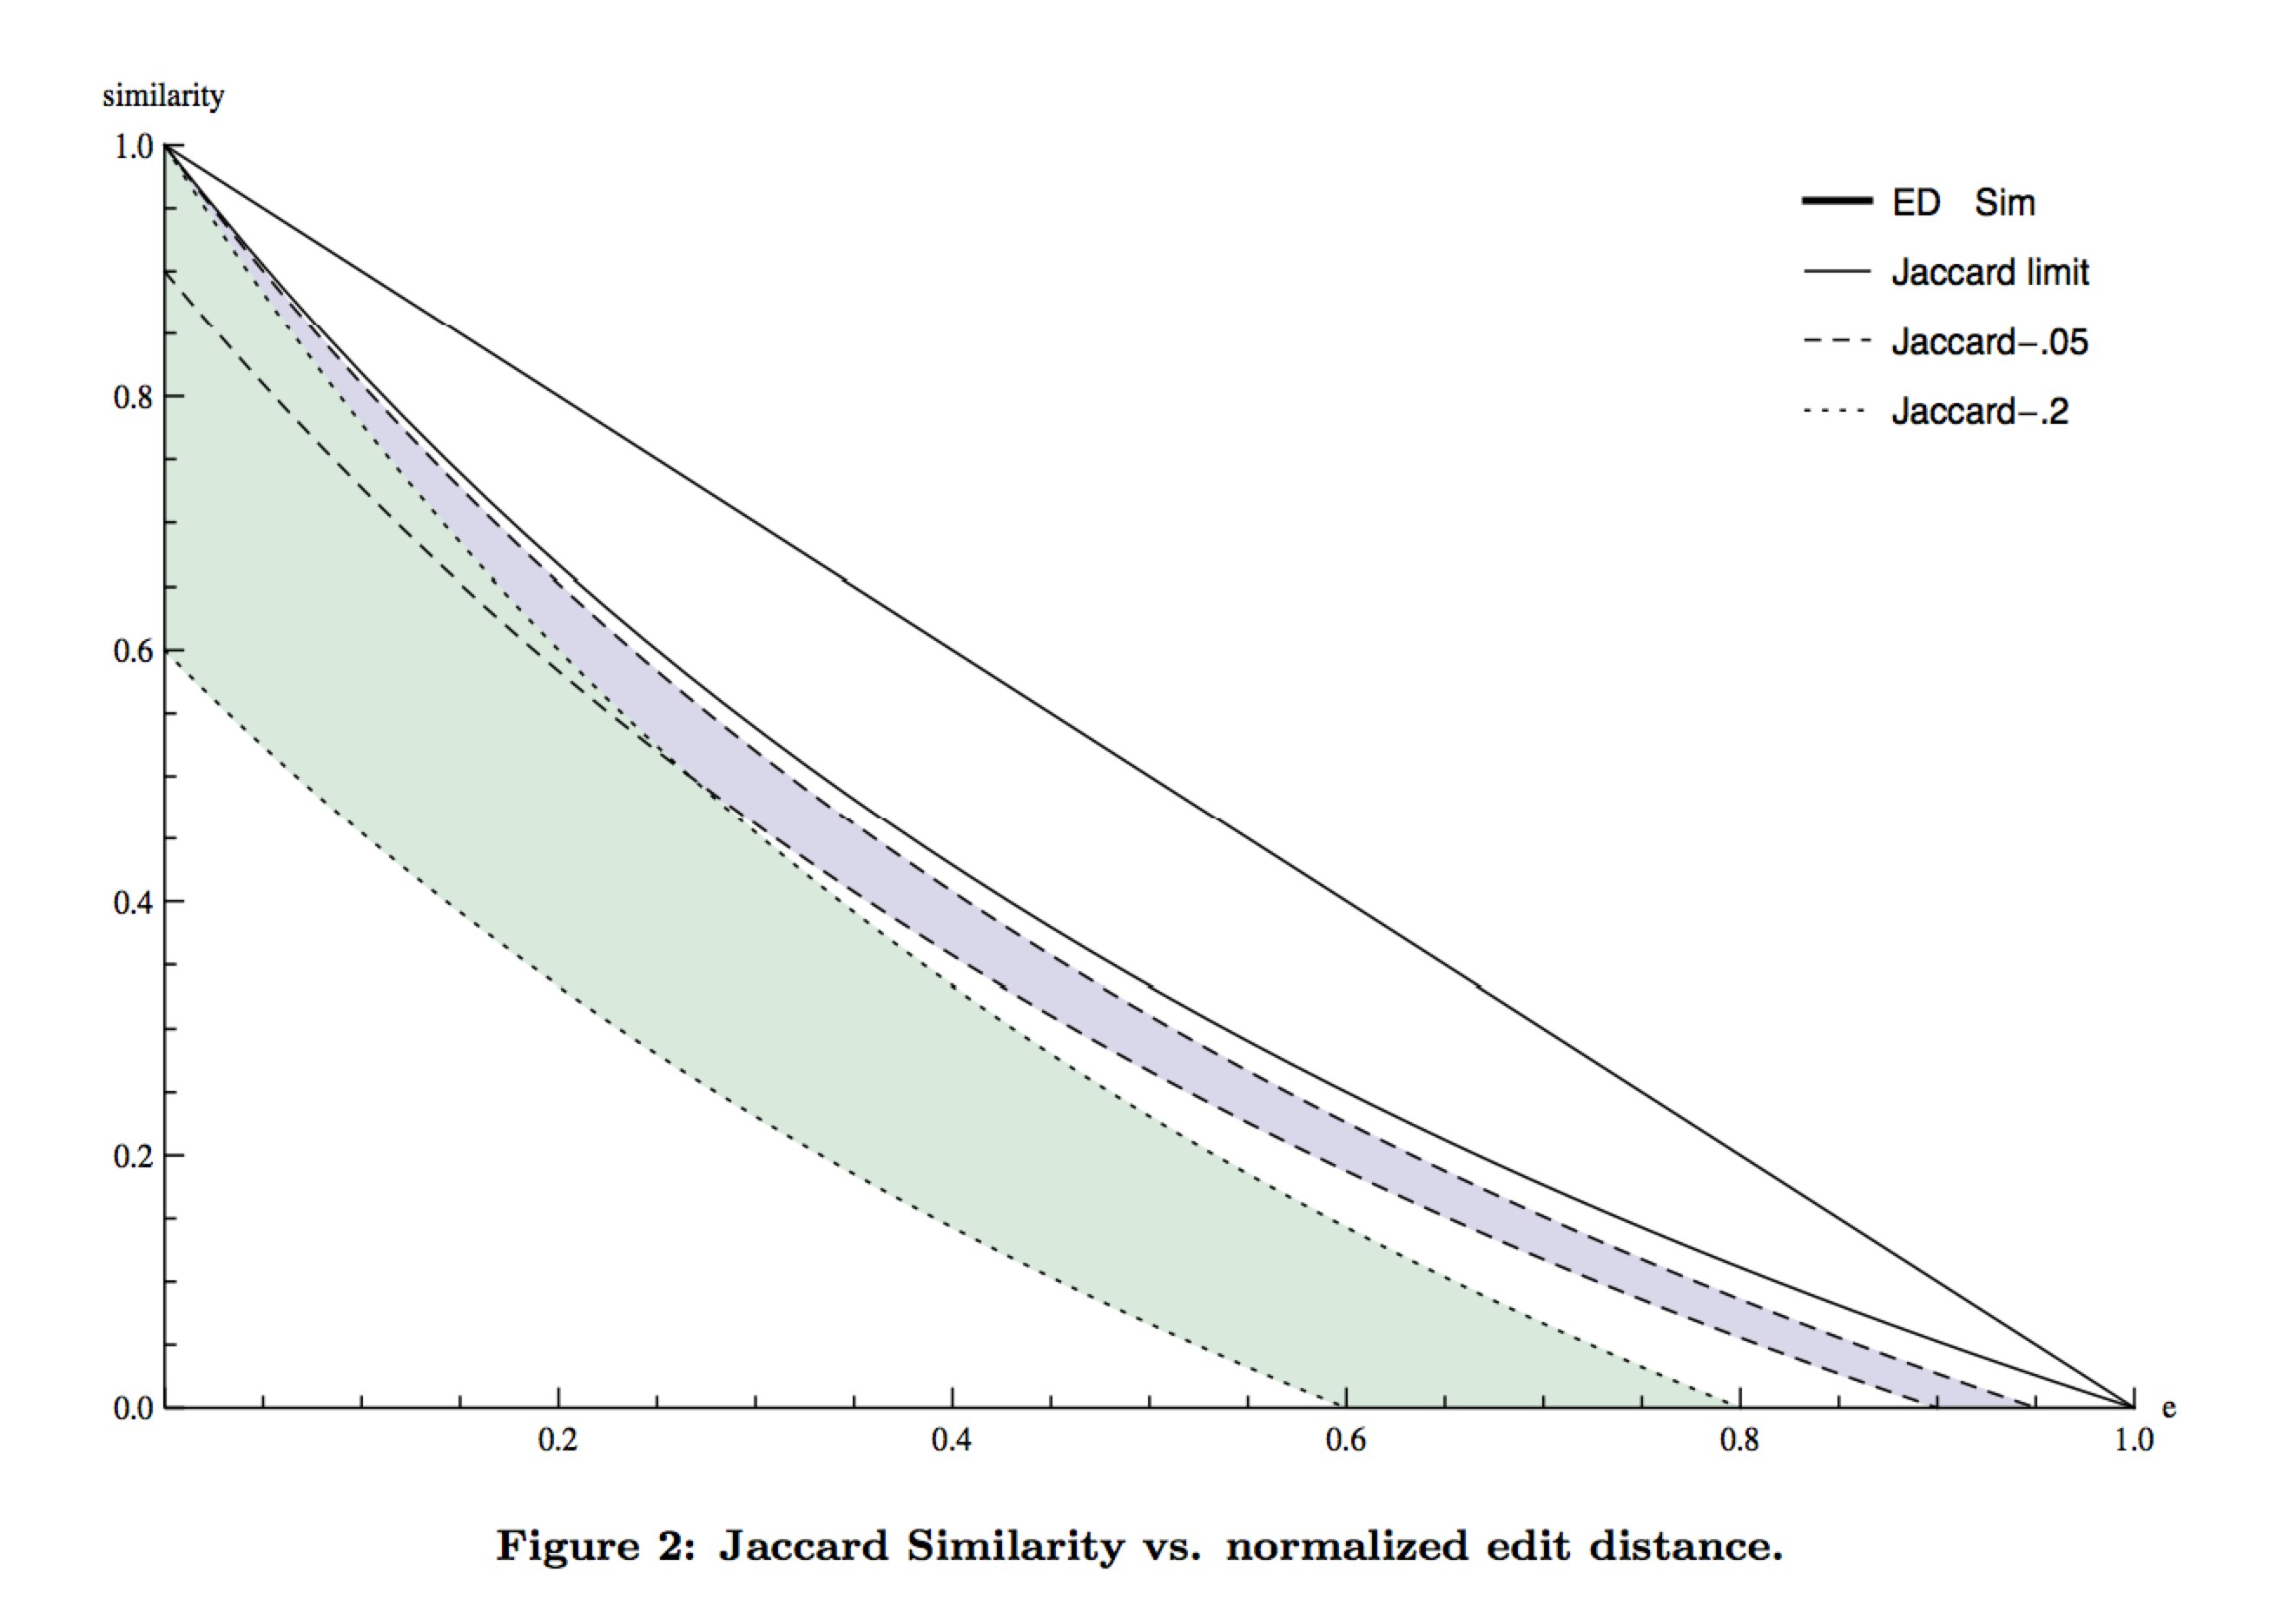 similarity
1.0
0.8
0.6
0.4
0.2
0.0
0.2 0.4 0.6 0.8 1.0
e
ED Sim
Jaccard limit
Jaccard–.05
Jaccard–.2
Figure 2: Jaccard Similarity vs. normalized edit distance.